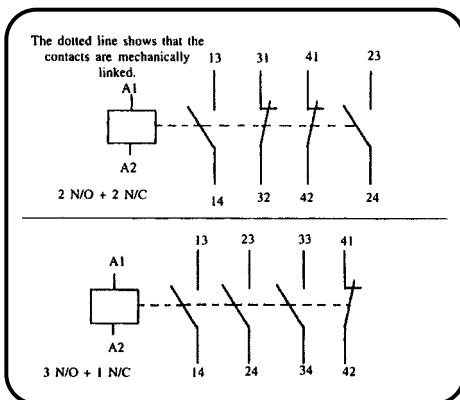 The dotted line shows that the
contacts are mechanically
linked.
13 31 41 23
A1
A2
14 32 42 24
2 N/O + 2 N/C
13 23 33 41
A1
A2
14 24 34 42
3 N/O + 1 N/C